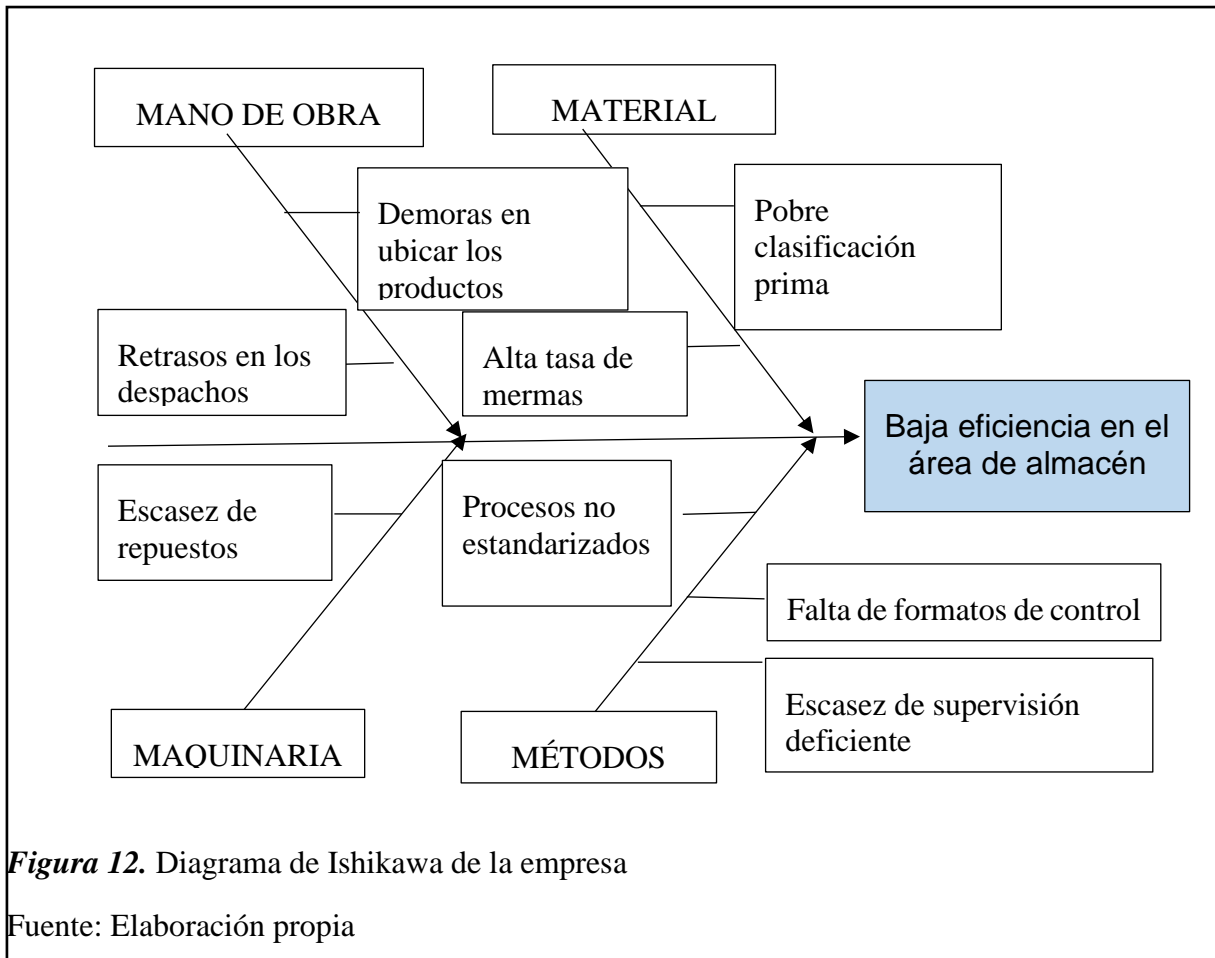 MANO DE OBRA
MATERIAL
Demoras en
ubicar los
productos
Pobre
clasificación
prima
Retrasos en los
despachos
Alta tasa de
mermas
Baja eficiencia en el
área de almacén
Escasez de
repuestos
Procesos no
estandarizados
Falta de formatos de control
Escasez de supervisión
deficiente
MAQUINARIA
MÉTODOS
Figura 12. Diagrama de Ishikawa de la empresa
Fuente: Elaboración propia